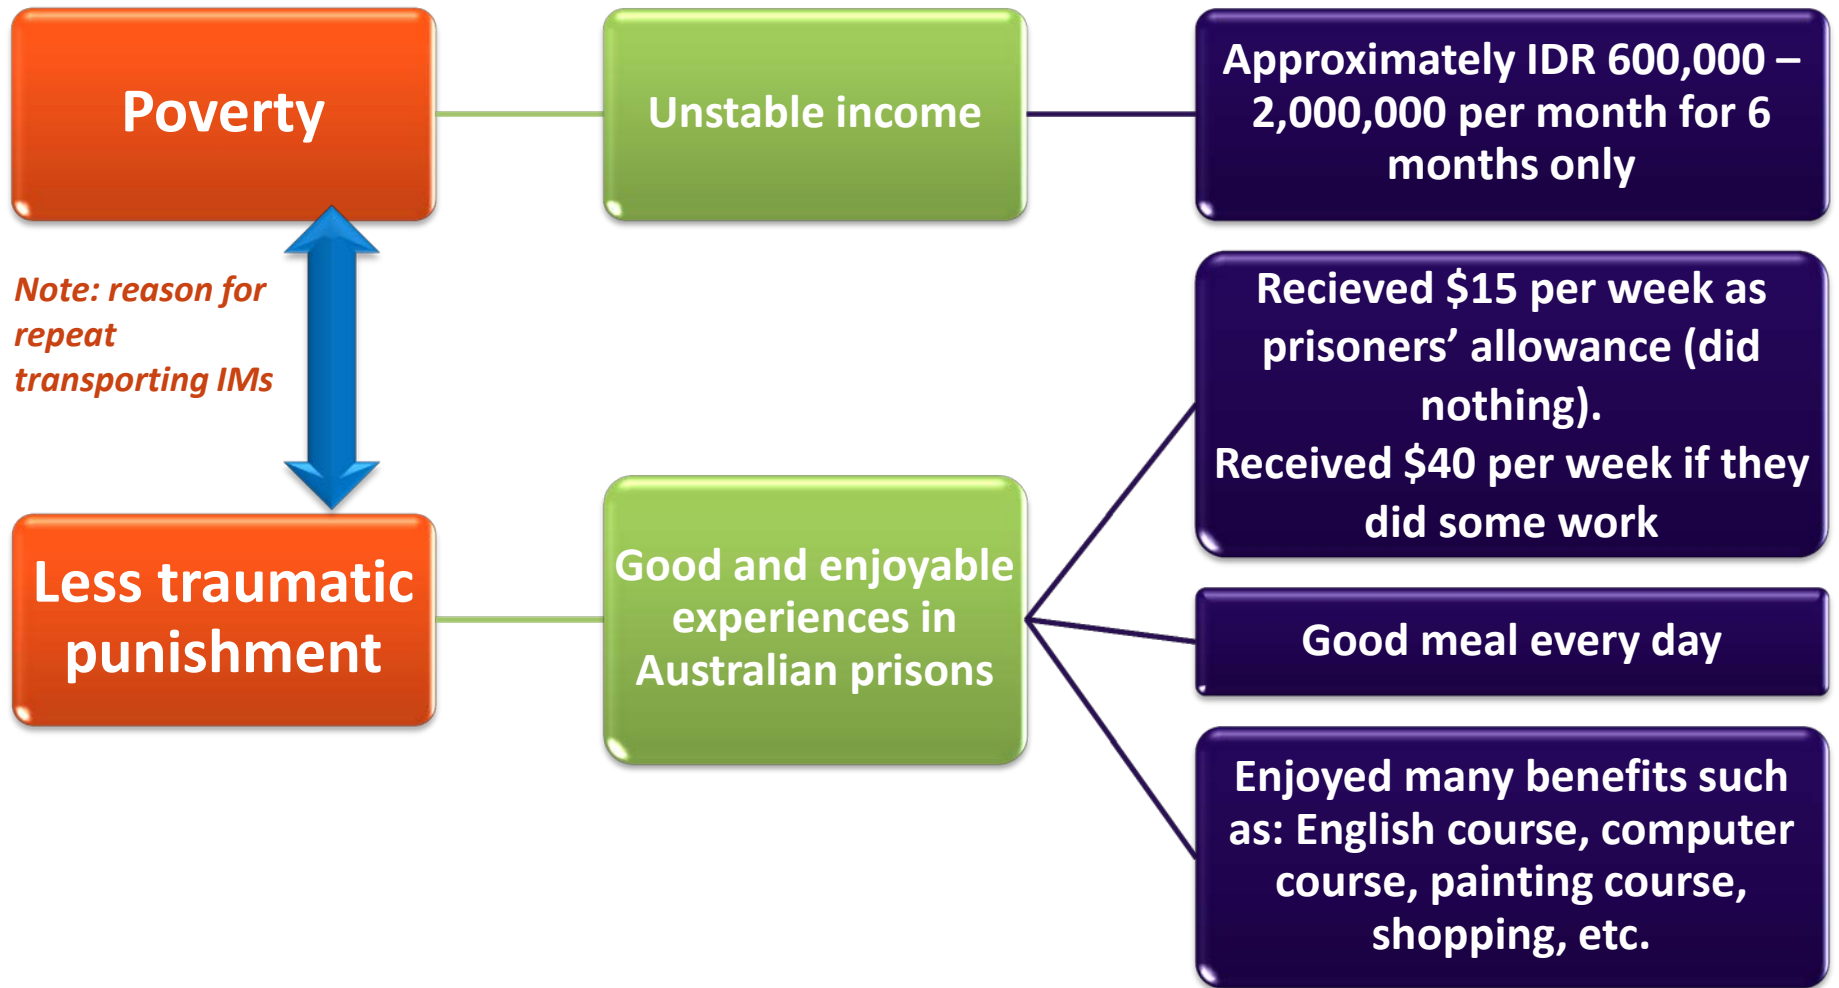 Poverty
Unstable income
Approximately IDR 600,000 –
2,000,000 per month for 6
months only
Note: reason for
repeat
transporting IMs
Less traumatic
punishment
Good and enjoyable
experiences in
Australian prisons
Recieved $15 per week as
prisoners’ allowance (did
nothing).
Received $40 per week if they
did some work
Good meal every day
Enjoyed many benefits such
as: English course, computer
course, painting course,
shopping, etc.